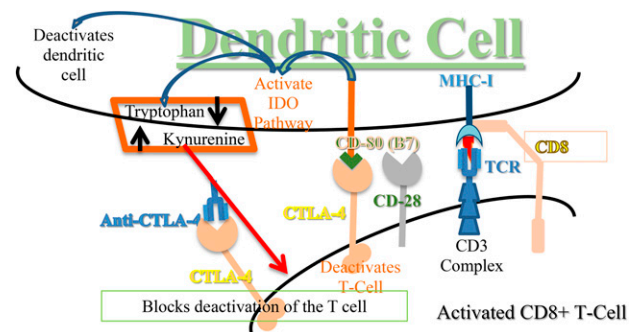 Dendritic Cell
Deactivates
dendritic
cell
Activate
IDO
Pathway
MHC-I
Tryptophan
Kynurenine
CD-80 (B7)
CD8
TCR
Anti-CTLA-4
CTLA-4
CD-28
CD3
Complex
CTLA-4
Deactivates
T-Cell
Blocks deactivation of the T cell
Activated CD8+ T-Cell